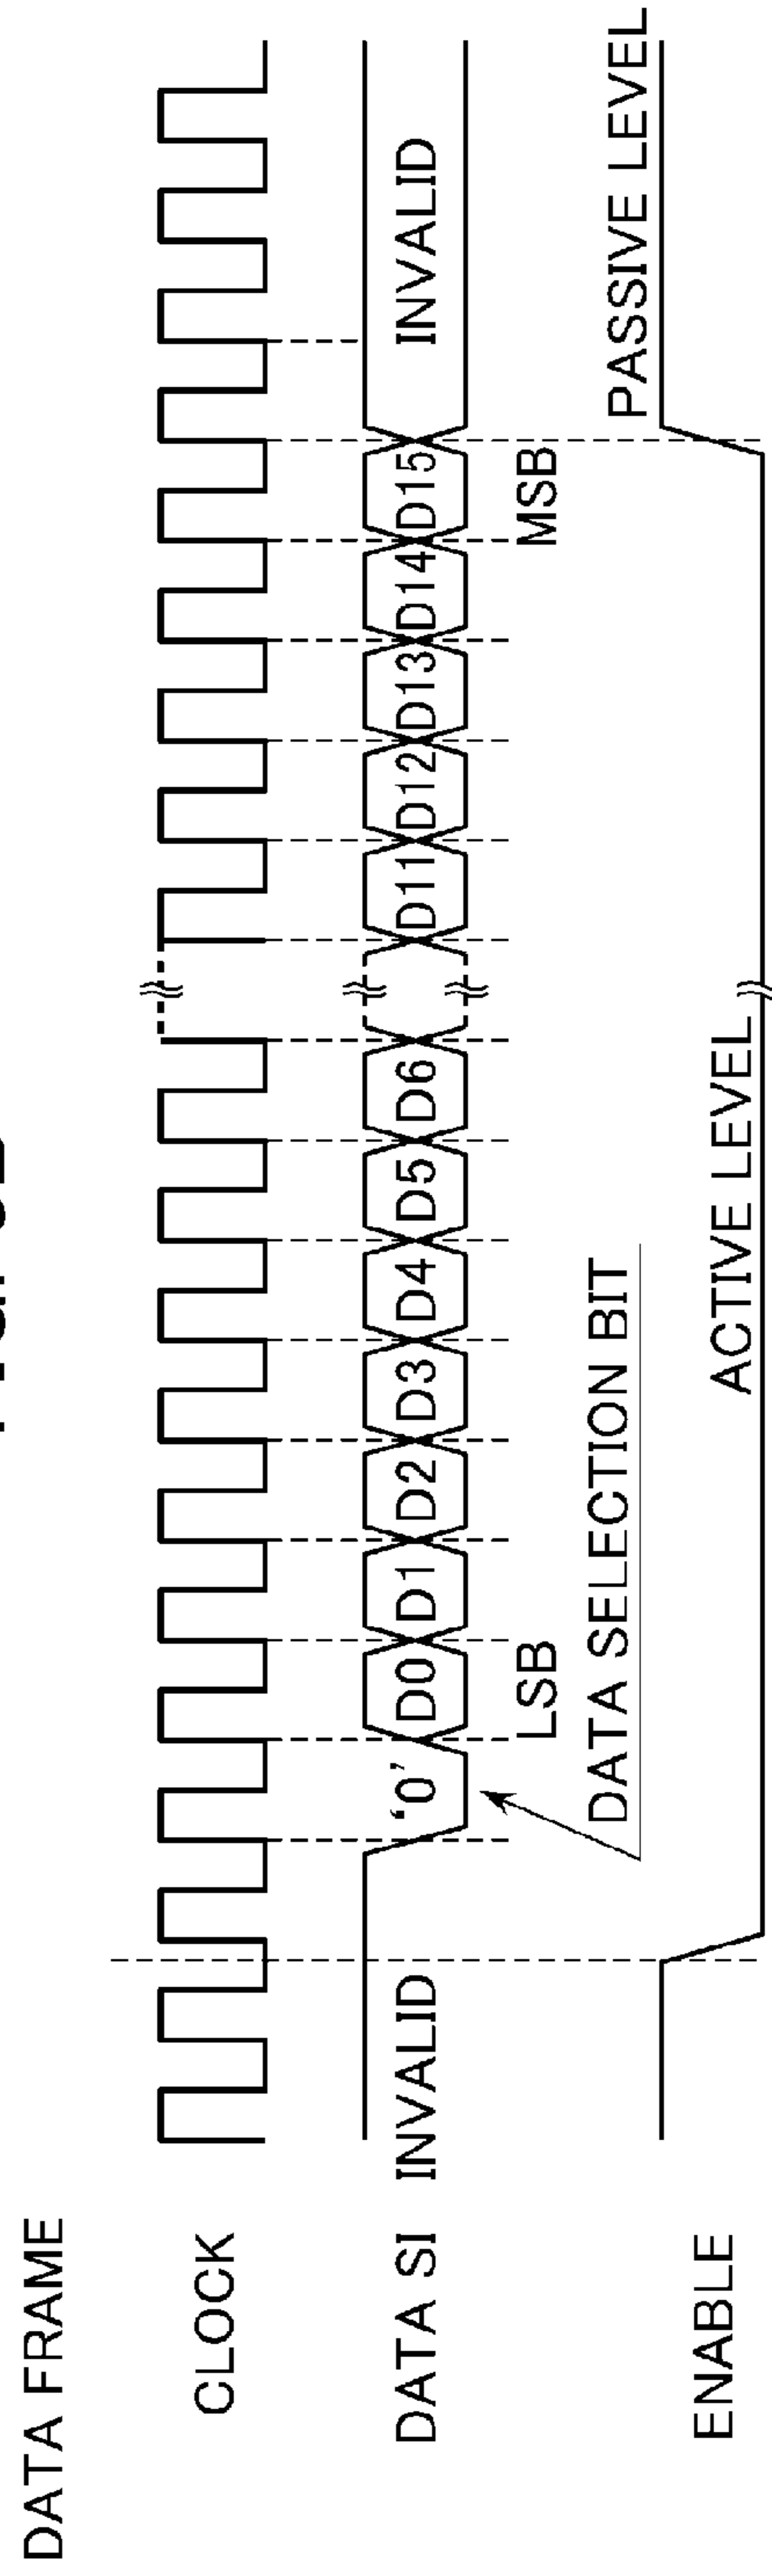 DATA FRAME
CLOCK
DATA SI INVALID '0' D0 D1 D2 D3 D4 D5 D6 D11 D12 D13 D14 D15 INVALID
LSB MSB
DATA SELECTION BIT
PASSIVE LEVEL
ENABLE ACTIVE LEVEL